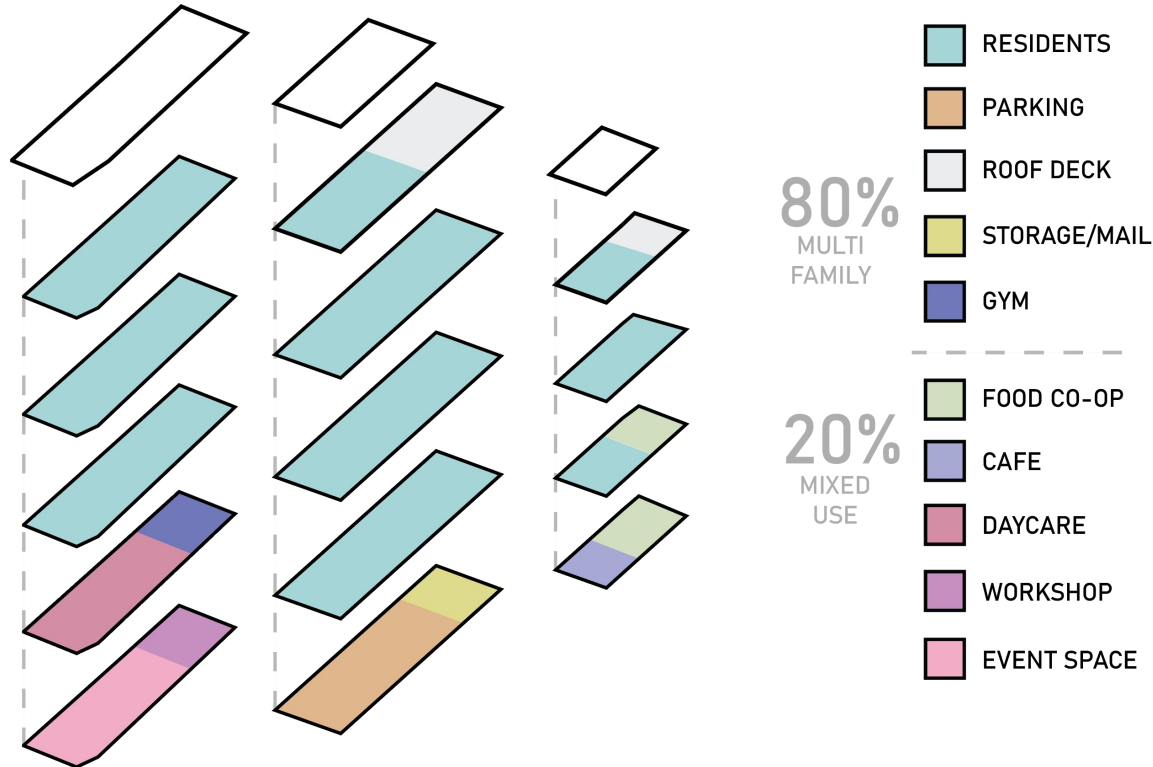 RESIDENTS
PARKING
ROOF DECK
STORAGE/MAIL
GYM
80%
MULTI
FAMILY
FOOD CO-OP
CAFE
DAYCARE
WORKSHOP
EVENT SPACE
20%
MIXED
USE